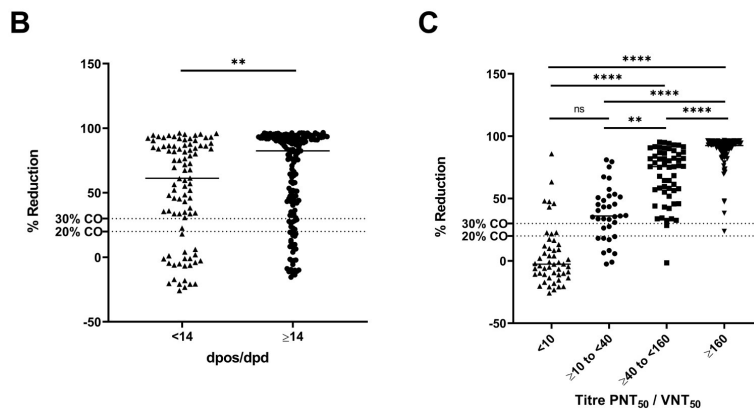 B
**
150
100
50
0
-50
% Reduction
30% CO
20% CO
<14
≥14
dpos/dpd
C
****
****
****
ns
**
****
150
100
50
0
-50
% Reduction
30% CO
20% CO
<10
≥10 to <40
≥40 to <160
≥160
Titre PNT50 / VNT50